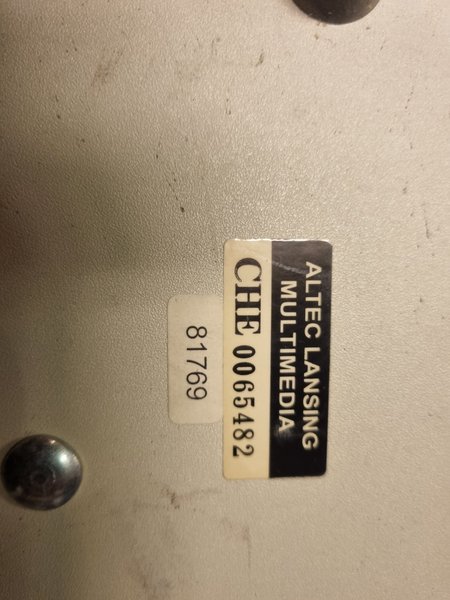 ALTEC LANSING
MULTIMEDIA
CHE 0065482
81769